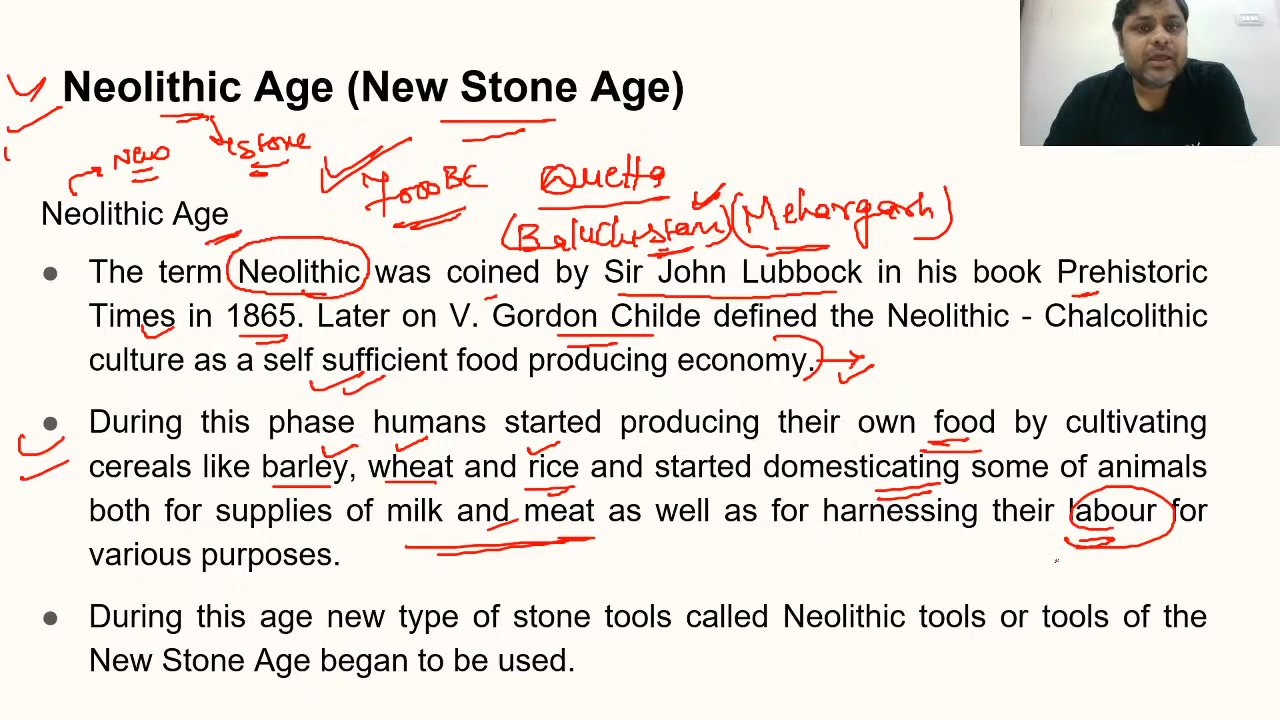 Neolithic Age (New Stone Age)
New
Stone
7000 BC
Quetta
(Baluchistan) (Mehargarh)
Neolithic Age
● The term Neolithic was coined by Sir John Lubbock in his book Prehistoric
Times in 1865. Later on V. Gordon Childe defined the Neolithic - Chalcolithic
culture as a self sufficient food producing economy.
● During this phase humans started producing their own food by cultivating
cereals like barley, wheat and rice and started domesticating some of animals
both for supplies of milk and meat as well as for harnessing their labour for
various purposes.
● During this age new type of stone tools called Neolithic tools or tools of the
New Stone Age began to be used.